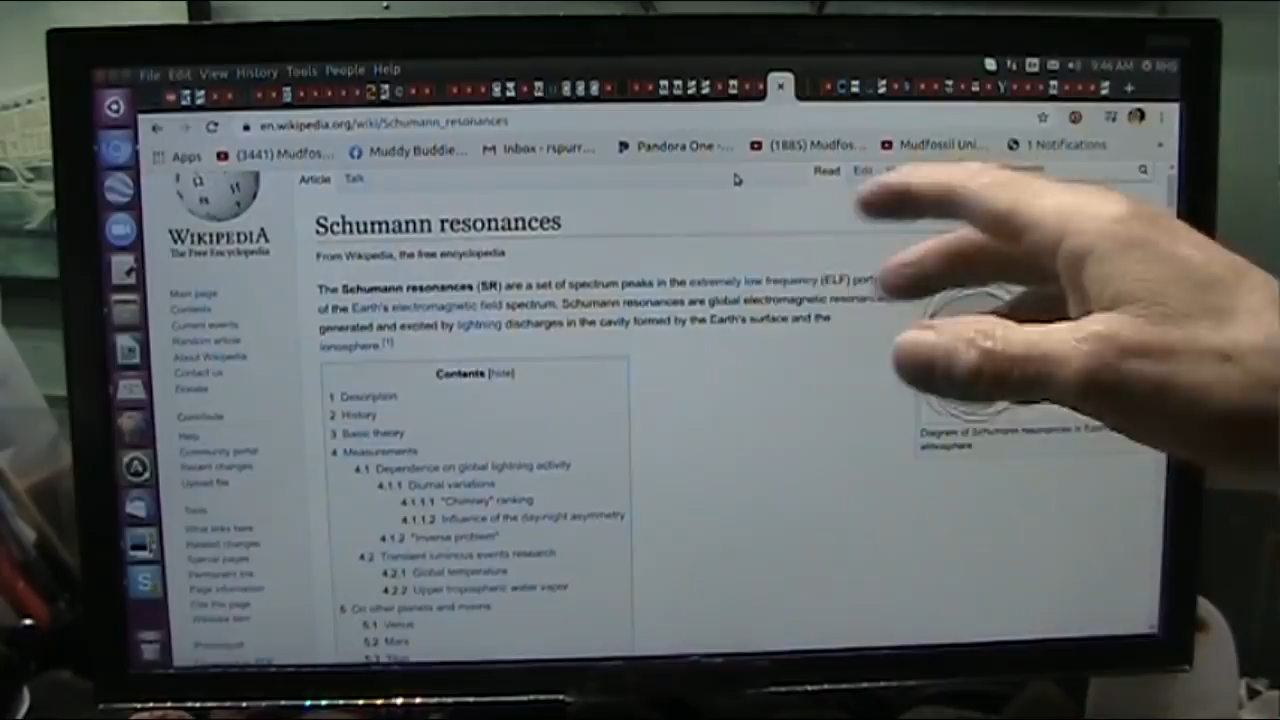 File Edit View History Tools People Help
9:46 AM
en.wikipedia.org/wiki/Schumann_resonances
Apps (3441) Mudfos... Muddy Buddie... Inbox - rspurr... Pandora One -... (1885) Mudfos... Mudfossil Uni... 1 Notifications
Article Talk Read Edit
WIKIPEDIA
The Free Encyclopedia
Main page
Contents
Current events
Random article
About Wikipedia
Contact us
Donate
Contribute
Help
Community portal
Recent changes
Upload file
Tools
What links here
Related changes
Special pages
Permanent link
Page information
Cite this page
Wikidata item
Schumann resonances
From Wikipedia, the free encyclopedia
The Schumann resonances (SR) are a set of spectrum peaks in the extremely low frequency (ELF)
of the Earth's electromagnetic field spectrum. Schumann resonances are global electromagnetic
generated and excited by lightning discharges in the cavity formed by the Earth's surface and the
ionosphere.[1]
Contents [hide]
1 Description
2 History
3 Basic theory
4 Measurements
4.1 Dependence on global lightning activity
4.1.1 Diurnal variations
4.1.1.1 "Chimney" ranking
4.1.1.2 Influence of the day-night asymmetry
4.1.2 "Inverse problem"
4.2 Transient luminous events research
4.2.1 Global temperature
4.2.2 Upper tropospheric water vapor
5 On other planets and moons
5.1 Venus
5.2 Mars
5.3 Titan
Diagram of Schumann resonances in
atmosphere